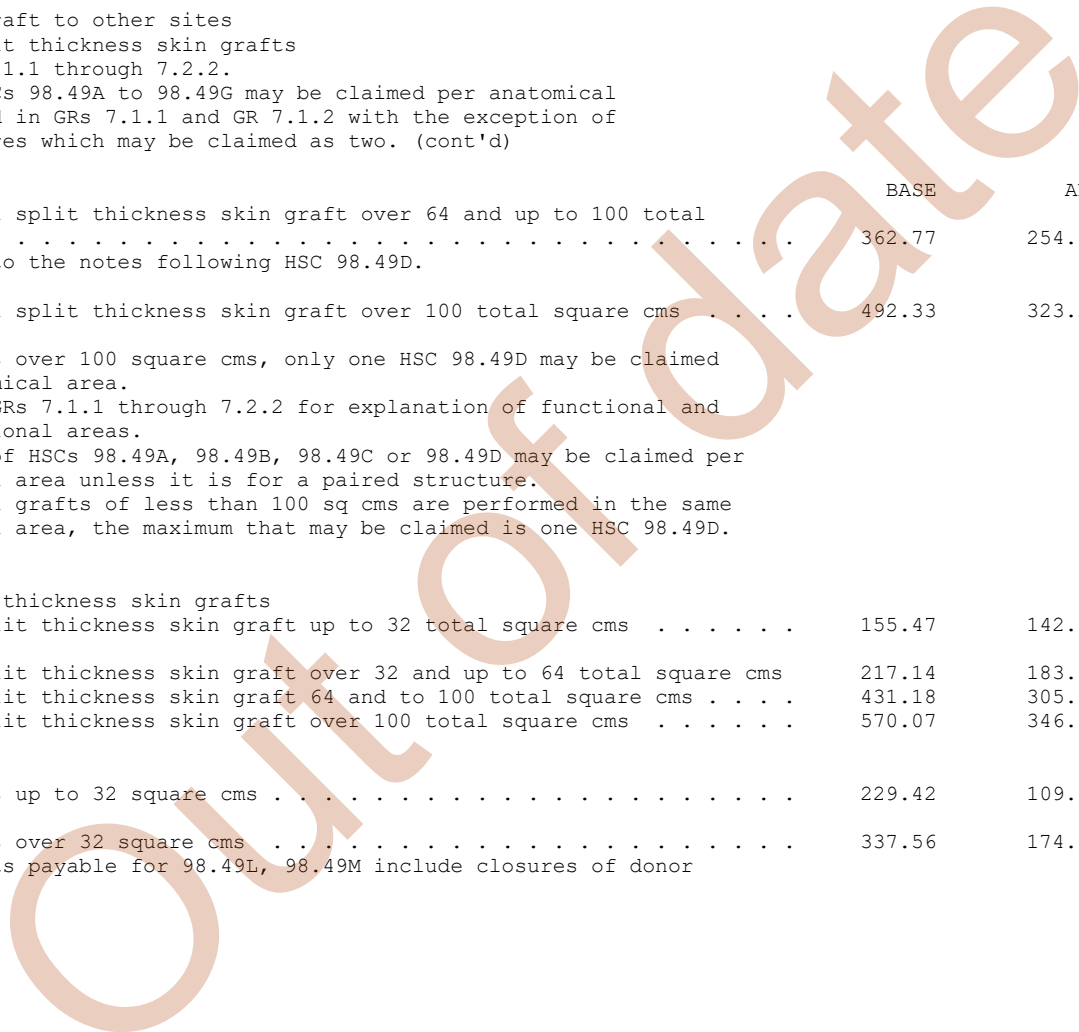 aft to other sites
it thickness skin grafts
1.1 through 7.2.2.
s 98.49A to 98.49G may be claimed per anatomical
d in GRs 7.1.1 and GR 7.1.2 with the exception of
res which may be claimed as two. (cont'd)
BASE
split thickness skin graft over 64 and up to 100 total
. . . . . . . . . . . . . . . . . . . . . . . . . . . . . . . 362.77 254.
o the notes following HSC 98.49D.
split thickness skin graft over 100 total square cms . . . . 492.33 323.
over 100 square cms, only one HSC 98.49D may be claimed
ical area.
GRs 7.1.1 through 7.2.2 for explanation of functional and
ional areas.
of HSCs 98.49A, 98.49B, 98.49C or 98.49D may be claimed per
area unless it is for a paired structure.
grafts of less than 100 sq cms are performed in the same
area, the maximum that may be claimed is one HSC 98.49D.
thickness skin grafts
it thickness skin graft up to 32 total square cms . . . . . . 155.47 142.
it thickness skin graft over 32 and up to 64 total square cms 217.14 183.
it thickness skin graft 64 and to 100 total square cms . . . . 431.18 305.
it thickness skin graft over 100 total square cms . . . . . . 570.07 346.
up to 32 square cms . . . . . . . . . . . . . . . . . . . . . 229.42 109.
over 32 square cms . . . . . . . . . . . . . . . . . . . . . 337.56 174.
s payable for 98.49L, 98.49M include closures of donor
Out of date